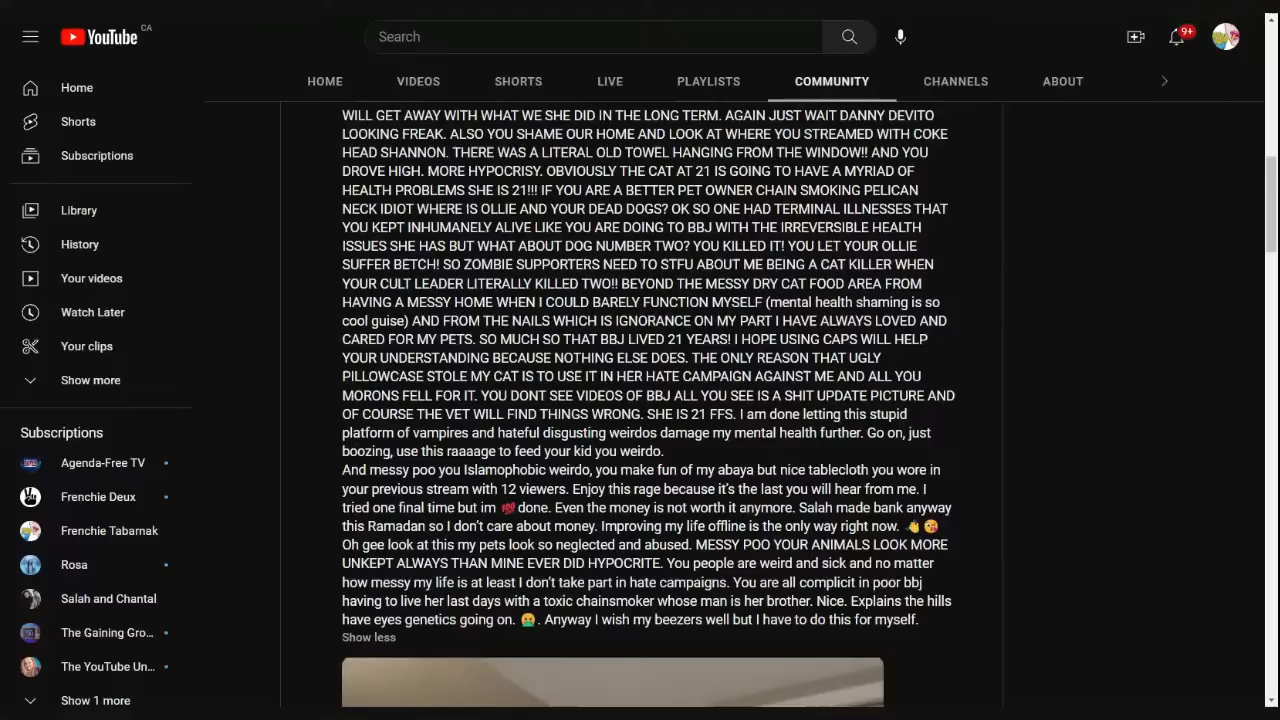 YouTube CA
Search
9+
HOME VIDEOS SHORTS LIVE PLAYLISTS COMMUNITY CHANNELS ABOUT
Home
Shorts
Subscriptions
Library
History
Your videos
Watch Later
Your clips
Show more
Subscriptions
Agenda-Free TV
Frenchie Deux
Frenchie Tabarnak
Rosa
Salah and Chantal
The Gaining Gro...
The YouTube Un...
Show 1 more
WILL GET AWAY WITH WHAT WE SHE DID IN THE LONG TERM. AGAIN JUST WAIT DANNY DEVITO
LOOKING FREAK. ALSO YOU SHAME OUR HOME AND LOOK AT WHERE YOU STREAMED WITH COKE
HEAD SHANNON. THERE WAS A LITERAL OLD TOWEL HANGING FROM THE WINDOW!! AND YOU
DROVE HIGH. MORE HYPOCRISY. OBVIOUSLY THE CAT AT 21 IS GOING TO HAVE A MYRIAD OF
HEALTH PROBLEMS SHE IS 21!!! IF YOU ARE A BETTER PET OWNER CHAIN SMOKING PELICAN
NECK IDIOT WHERE IS OLLIE AND YOUR DEAD DOGS? OK SO ONE HAD TERMINAL ILLNESSES THAT
YOU KEPT INHUMANELY ALIVE LIKE YOU ARE DOING TO BBJ WITH THE IRREVERSIBLE HEALTH
ISSUES SHE HAS BUT WHAT ABOUT DOG NUMBER TWO? YOU KILLED IT! YOU LET YOUR OLLIE
SUFFER BETCH! SO ZOMBIE SUPPORTERS NEED TO STFU ABOUT ME BEING A CAT KILLER WHEN
YOUR CULT LEADER LITERALLY KILLED TWO!! BEYOND THE MESSY DRY CAT FOOD AREA FROM
HAVING A MESSY HOME WHEN I COULD BARELY FUNCTION MYSELF (mental health shaming is so
cool guise) AND FROM THE NAILS WHICH IS IGNORANCE ON MY PART I HAVE ALWAYS LOVED AND
CARED FOR MY PETS. SO MUCH SO THAT BBJ LIVED 21 YEARS! I HOPE USING CAPS WILL HELP
YOUR UNDERSTANDING BECAUSE NOTHING ELSE DOES. THE ONLY REASON THAT UGLY
PILLOWCASE STOLE MY CAT IS TO USE IT IN HER HATE CAMPAIGN AGAINST ME AND ALL YOU
MORONS FELL FOR IT. YOU DONT SEE VIDEOS OF BBJ ALL YOU SEE IS A SHIT UPDATE PICTURE AND
OF COURSE THE VET WILL FIND THINGS WRONG. SHE IS 21 FFS. I am done letting this stupid
platform of vampires and hateful disgusting weirdos damage my mental health further. Go on, just
boozing, use this raaaage to feed your kid you weirdo.
And messy poo you Islamophobic weirdo, you make fun of my abaya but nice tablecloth you wore in
your previous stream with 12 viewers. Enjoy this rage because it's the last you will hear from me. I
tried one final time but im 💯 done. Even the money is not worth it anymore. Salah made bank anyway
this Ramadan so I don't care about money. Improving my life offline is the only way right now. 👋 😘
Oh gee look at this my pets look so neglected and abused. MESSY POO YOUR ANIMALS LOOK MORE
UNKEPT ALWAYS THAN MINE EVER DID HYPOCRITE. You people are weird and sick and no matter
how messy my life is at least I don't take part in hate campaigns. You are all complicit in poor bbj
having to live her last days with a toxic chainsmoker whose man is her brother. Nice. Explains the hills
have eyes genetics going on. 🤮. Anyway I wish my beezers well but I have to do this for myself.
Show less